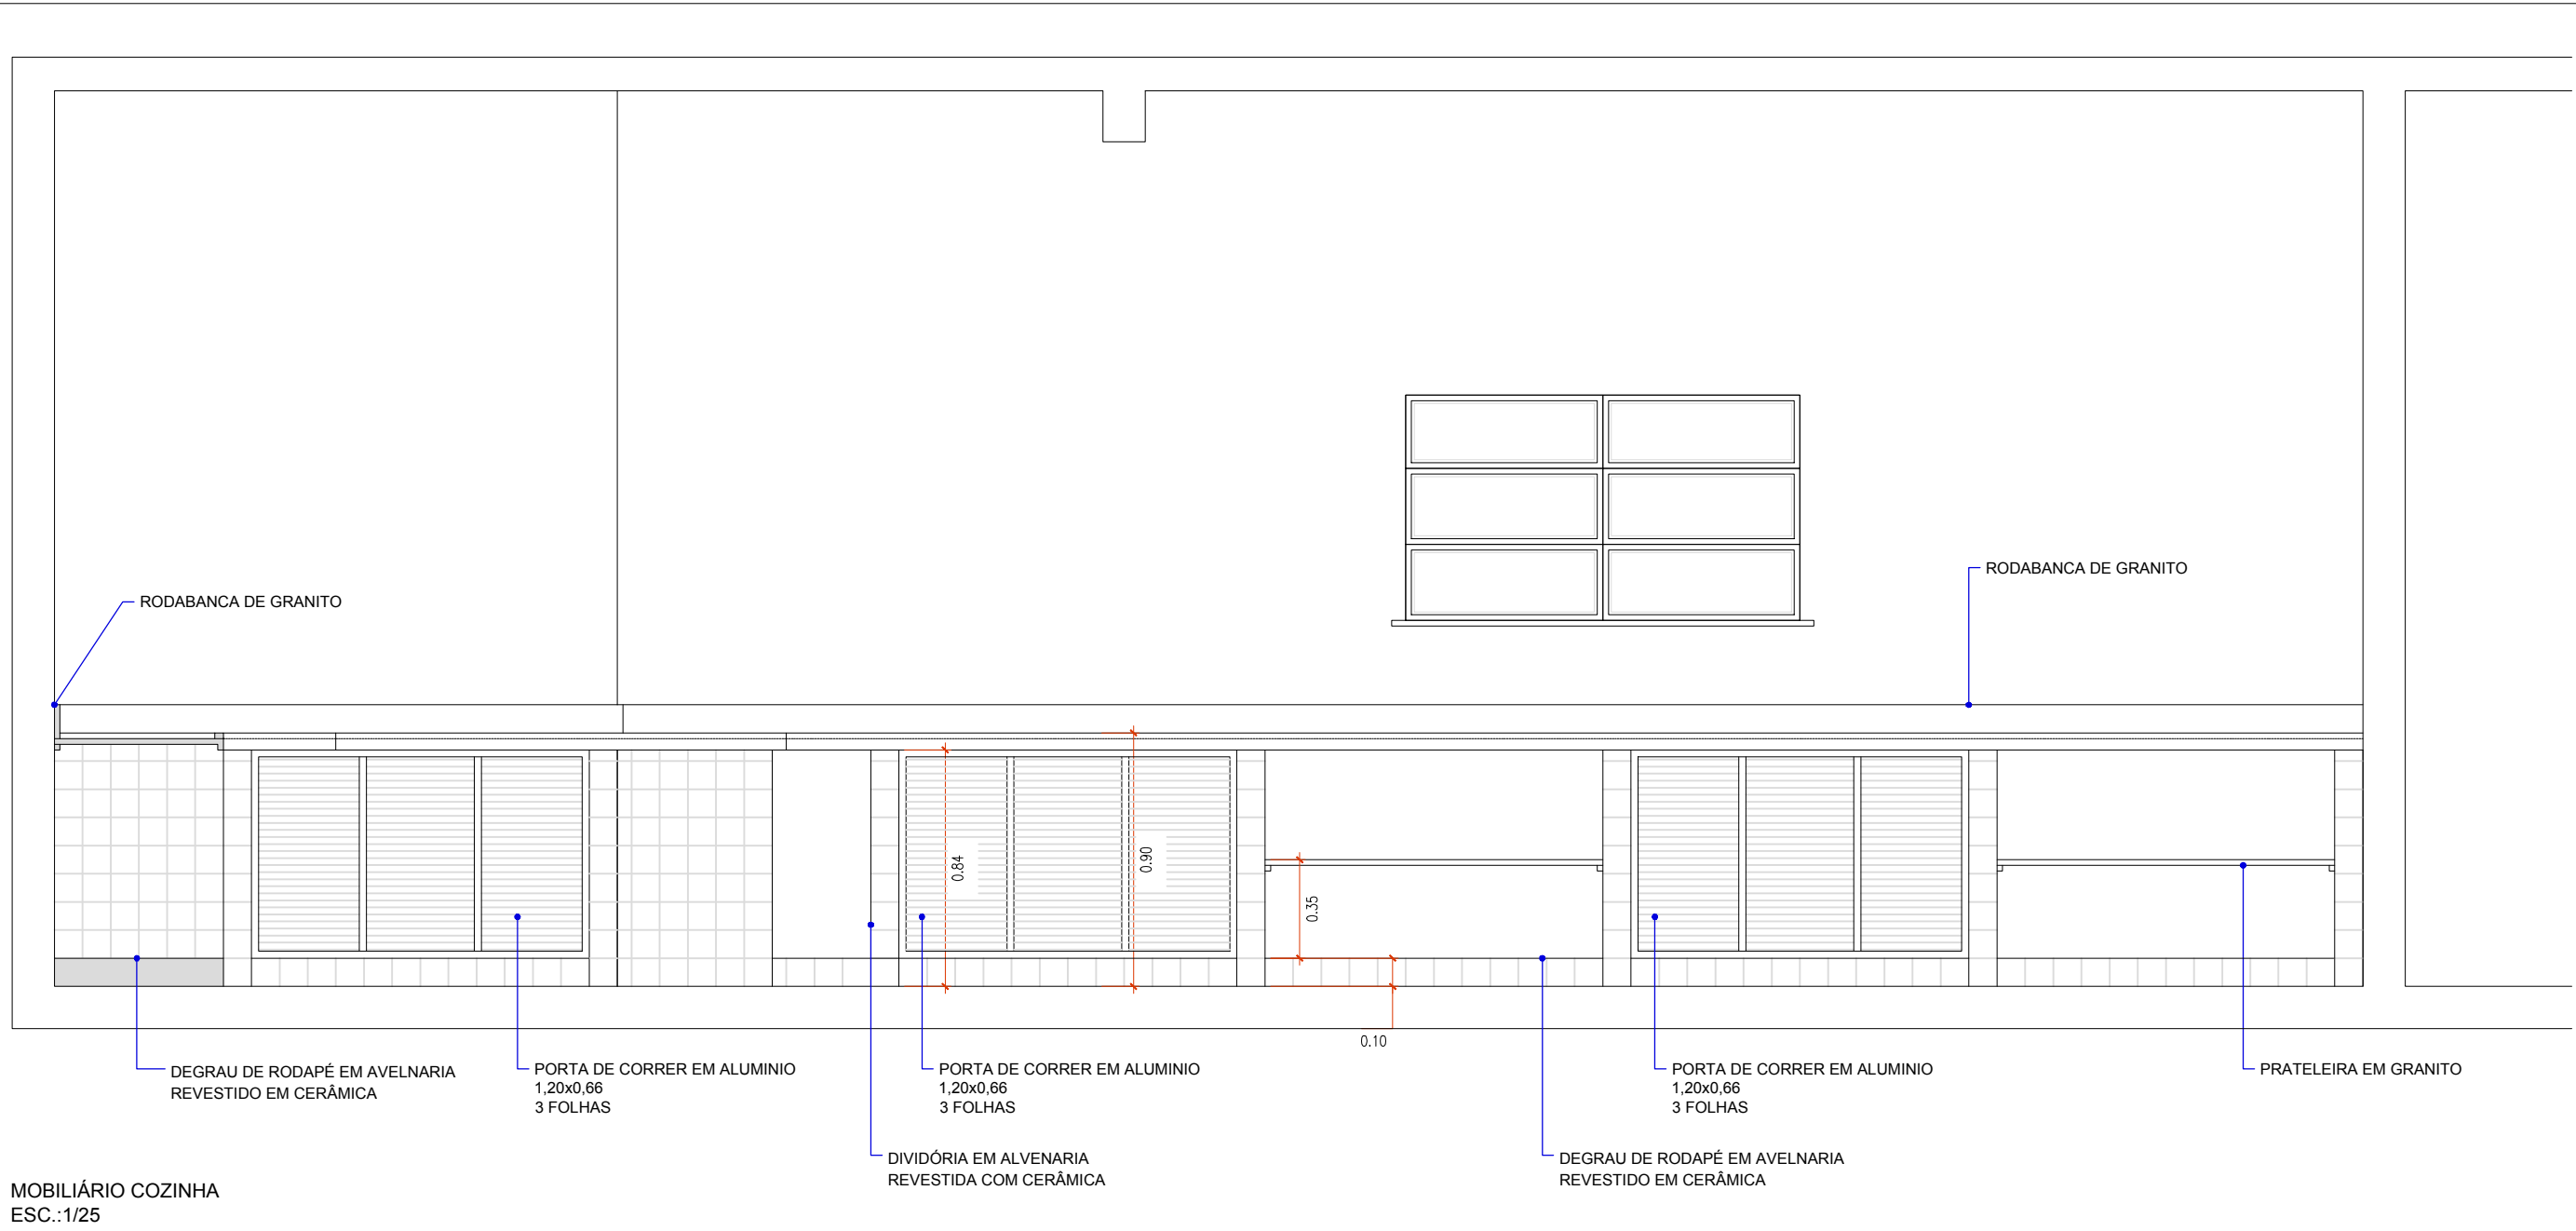 RODABANCA DE GRANITO
RODABANCA DE GRANITO
0.84
0.90
0.35
0.10
DEGRAU DE RODAPÉ EM AVELNARIA
REVESTIDO EM CERÂMICA
PORTA DE CORRER EM ALUMINIO
1,20x0,66
3 FOLHAS
PORTA DE CORRER EM ALUMINIO
1,20x0,66
3 FOLHAS
PORTA DE CORRER EM ALUMINIO
1,20x0,66
3 FOLHAS
PRATELEIRA EM GRANITO
DIVIDÓRIA EM ALVENARIA
REVESTIDA COM CERÂMICA
DEGRAU DE RODAPÉ EM AVELNARIA
REVESTIDO EM CERÂMICA
MOBILIÁRIO COZINHA
ESC.:1/25